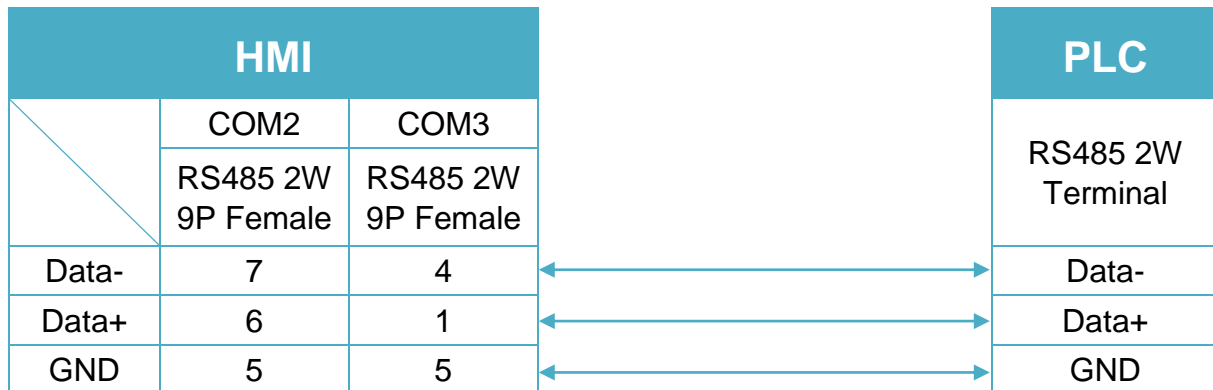 HMI
PLC
COM2 COM3
RS485 2W
9P Female
RS485 2W
9P Female
RS485 2W
Terminal
Data- 7 4 Data-
Data+ 6 1 Data+
GND 5 5 GND